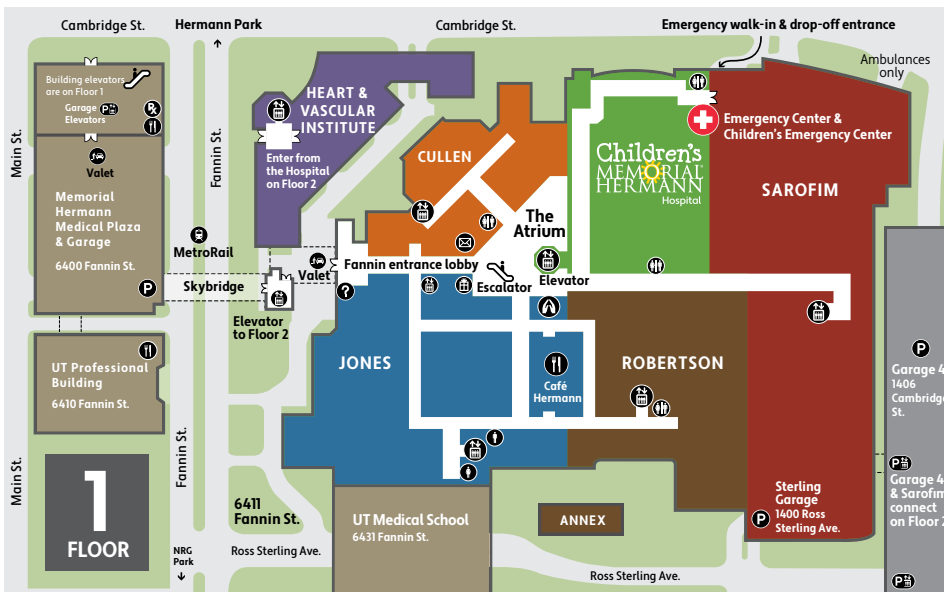 Cambridge St.
Hermann Park
Cambridge St.
Emergency walk-in & drop-off entrance
Ambulances
only
Building elevators
are on Floor 1
Garage
Elevators
P
Rx
Main St.
Fannin St.
Valet
Memorial
Hermann
Medical Plaza
& Garage
6400 Fannin St.
P
HEART &
VASCULAR
INSTITUTE
Enter from
the Hospital
on Floor 2
CULLEN
Children's
MEMORIAL
HERMANN
Hospital
Emergency Center &
Children's Emergency Center
SAROFIM
The
Atrium
MetroRail
Skybridge
Valet
Fannin entrance lobby
Escalator
Elevator
?
Elevator
to Floor 2
UT Professional
Building
6410 Fannin St.
JONES
Café
Hermann
ROBERTSON
P
Garage 4
1406
Cambridge
St.
P
Garage 4
& Sarofim
connect
on Floor 2
P
Main St.
Fannin St.
1
FLOOR
6411
Fannin St.
UT Medical School
6431 Fannin St.
ANNEX
Sterling
Garage
1400 Ross
Sterling Ave.
P
NRG
Park
Ross Sterling Ave.
Ross Sterling Ave.